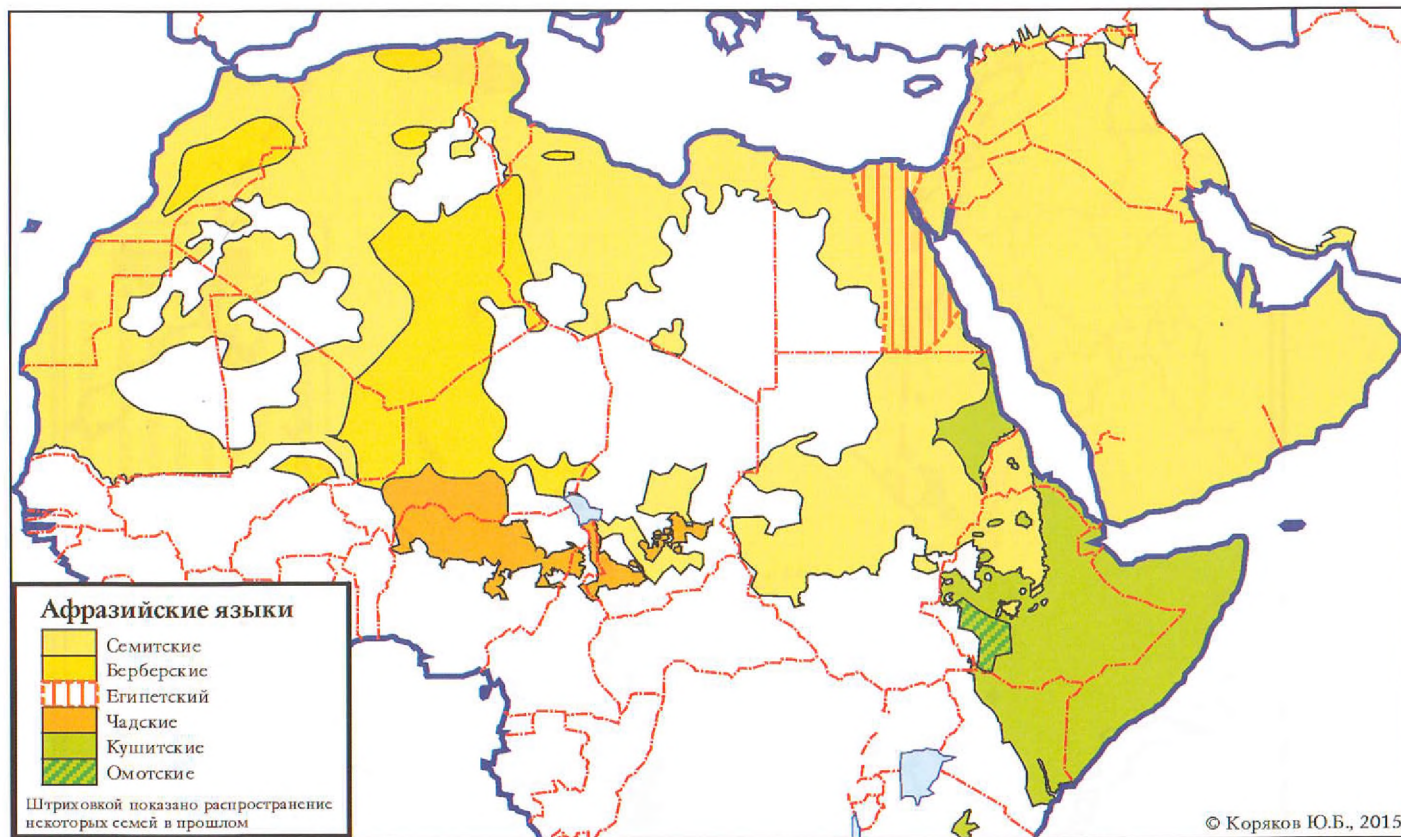 Афразийские языки
Семитские
Берберские
Египетский
Чадские
Кушитские
Омотские
Штриховкой показано распространение
некоторых семей в прошлом
© Коряков Ю.Б., 2015